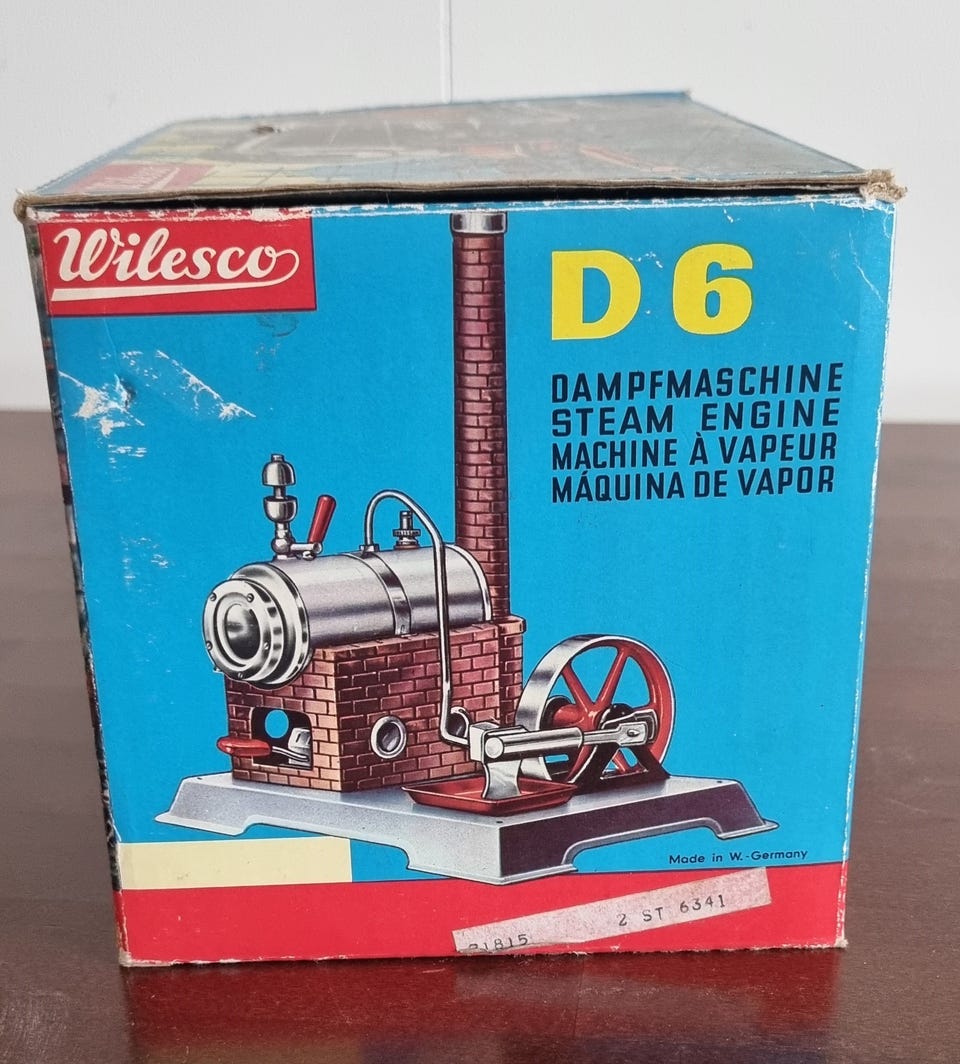 Wilesco
D 6
DAMPFMASCHINE
STEAM ENGINE
MACHINE À VAPEUR
MÁQUINA DE VAPOR
Made in W.-Germany
2 ST 6341